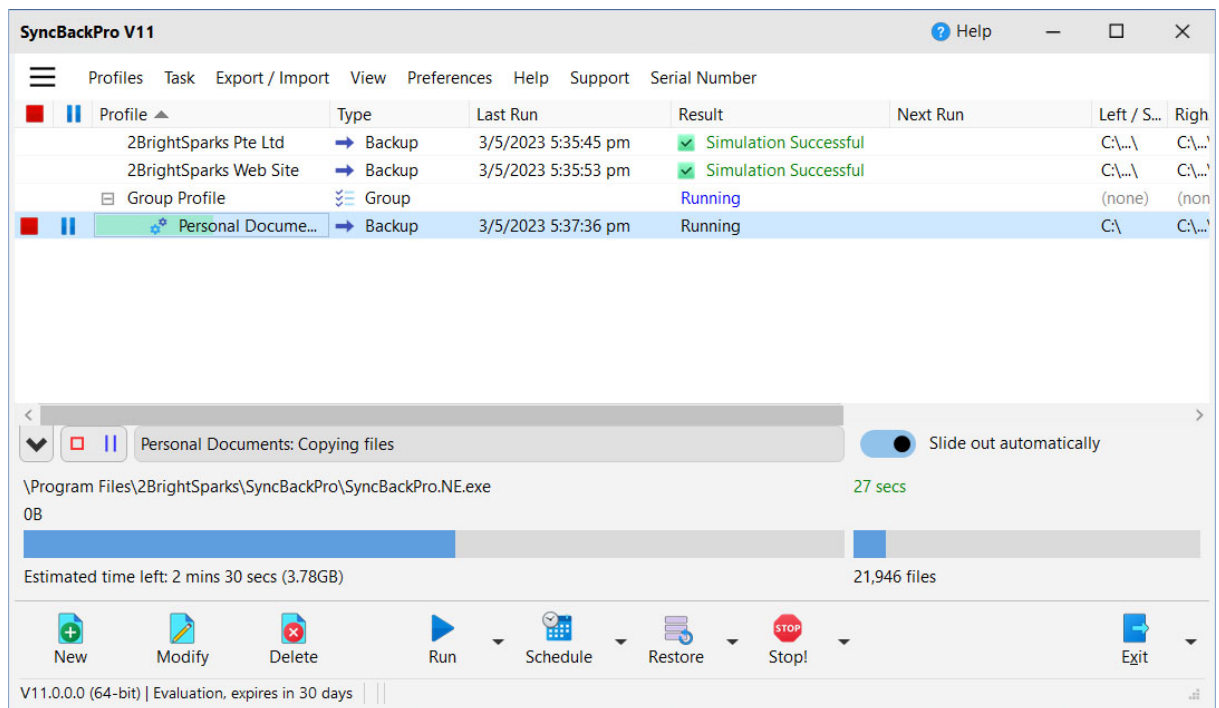 SyncBackPro V11 Help
Profiles Task Export / Import View Preferences Help Support Serial Number
Profile Type Last Run Result Next Run Left / S... Righ
2BrightSparks Pte Ltd Backup 3/5/2023 5:35:45 pm Simulation Successful C:\...\ C:\...\
2BrightSparks Web Site Backup 3/5/2023 5:35:53 pm Simulation Successful C:\...\ C:\...\
Group Profile Group Running (none) (non
Personal Docume... Backup 3/5/2023 5:37:36 pm Running C:\ C:\...\
Personal Documents: Copying files Slide out automatically
\Program Files\2BrightSparks\SyncBackPro\SyncBackPro.NE.exe 27 secs
0B
Estimated time left: 2 mins 30 secs (3.78GB) 21,946 files
STOP
New Modify Delete Run Schedule Restore Stop! Exit
V11.0.0.0 (64-bit) | Evaluation, expires in 30 days